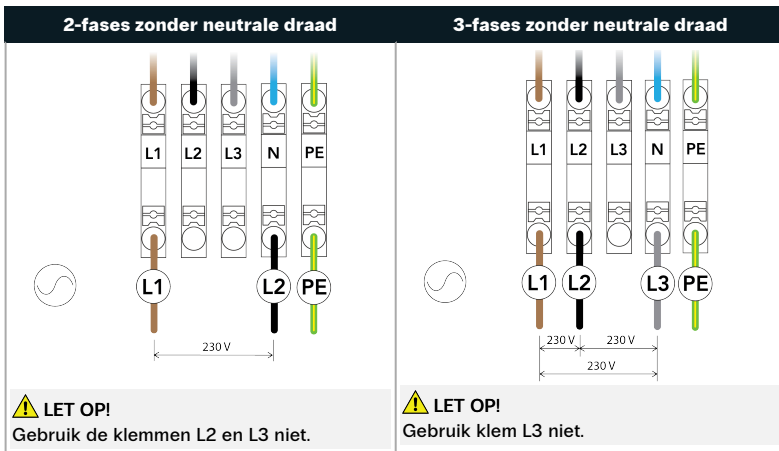 2-fases zonder neutrale draad
L1 L2 L3 N PE
L1 L2 PE
230 V
LET OP!
Gebruik de klemmen L2 en L3 niet.
3-fases zonder neutrale draad
L1 L2 L3 N PE
L1 L2 L3 PE
230 V 230 V
230 V
LET OP!
Gebruik klem L3 niet.